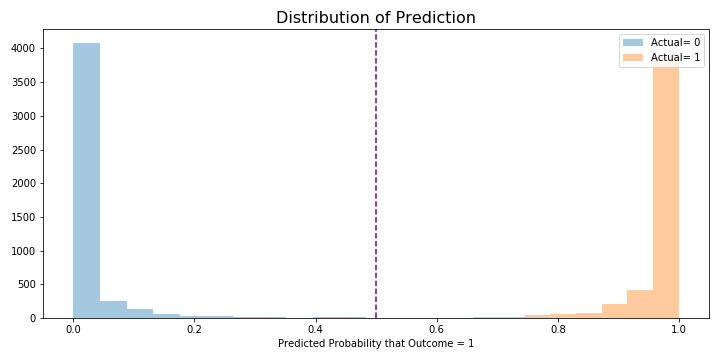 Distribution of Prediction
Actual= 0
Actual= 1
4000
3500
3000
2500
2000
1500
1000
500
0
0.0 0.2 0.4 0.6 0.8 1.0
Predicted Probability that Outcome = 1